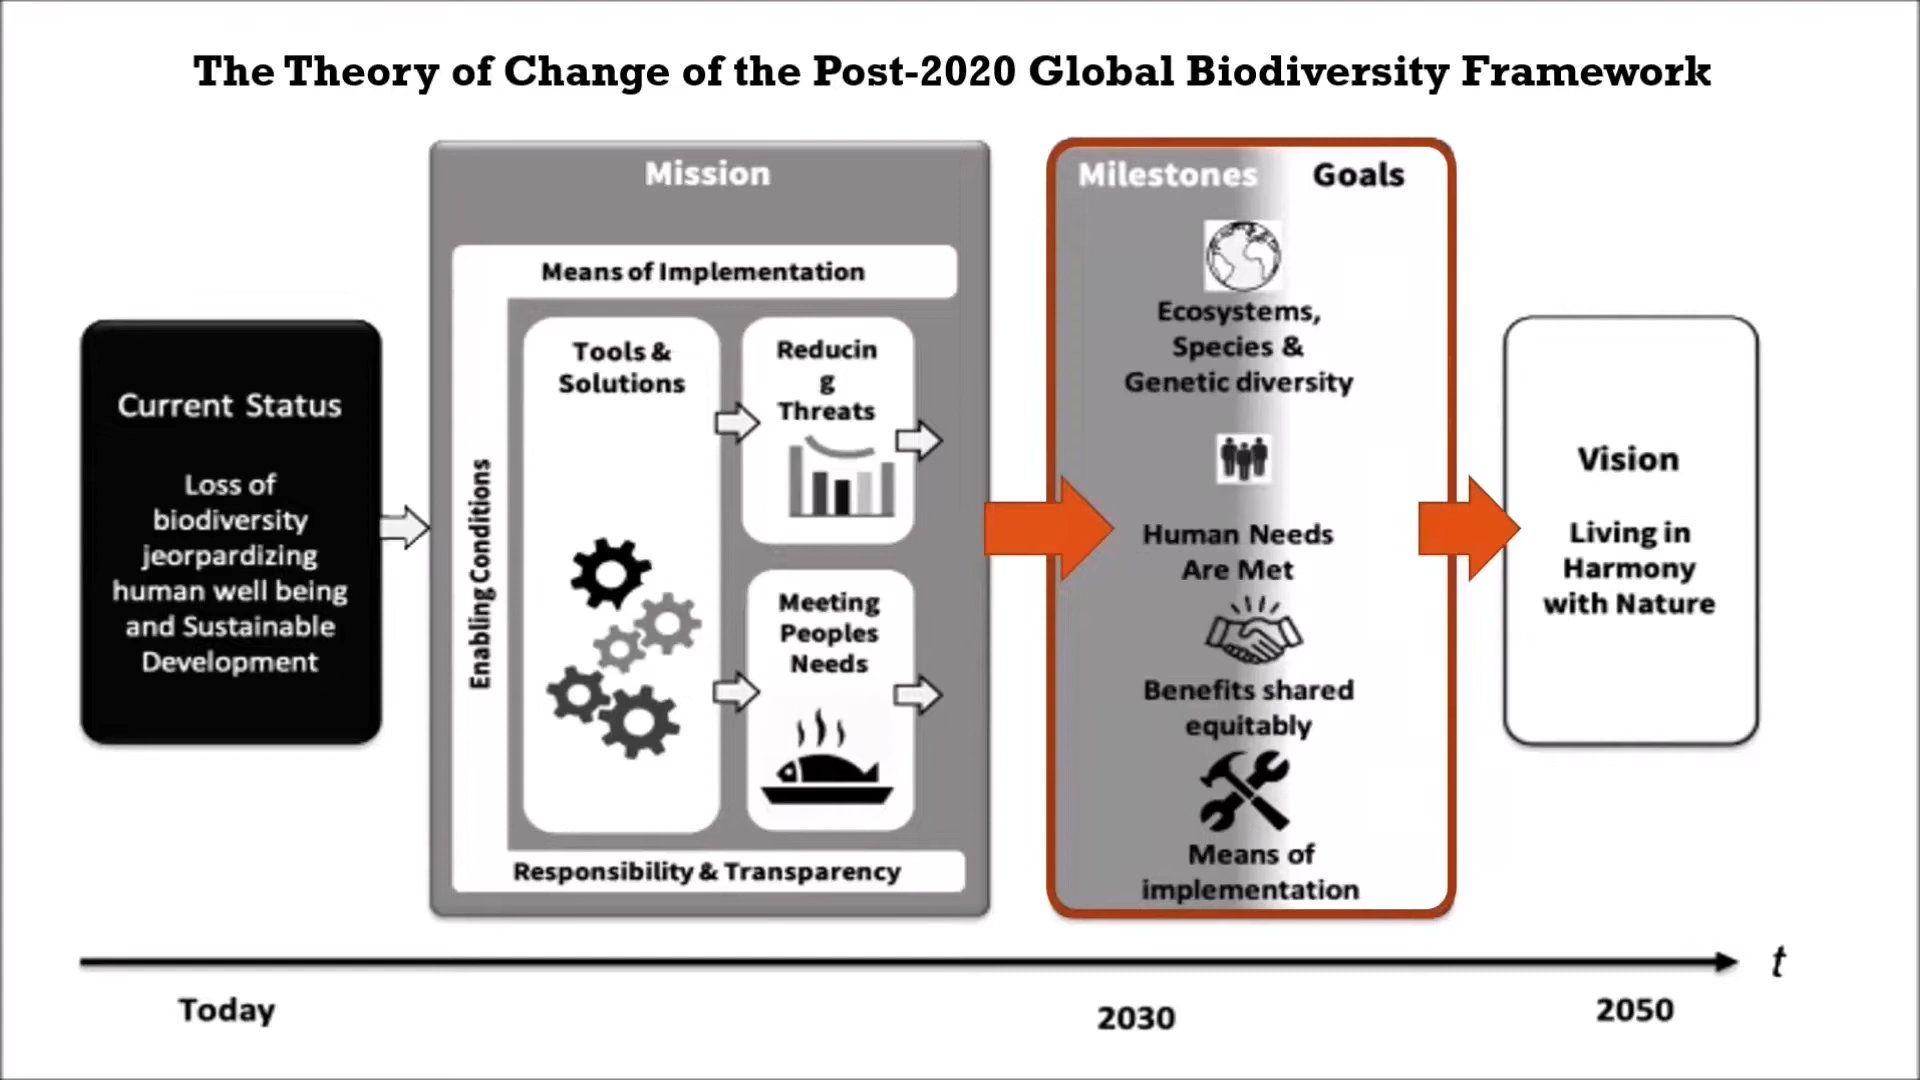 The Theory of Change of the Post-2020 Global Biodiversity Framework
Current Status
Loss of
biodiversity
jeorpardizing
human well being
and Sustainable
Development
Mission
Means of Implementation
Enabling Conditions
Tools &
Solutions
Reducin
g
Threats
Meeting
Peoples
Needs
Responsibility & Transparency
Milestones
Goals
Ecosystems,
Species &
Genetic diversity
Human Needs
Are Met
Benefits shared
equitably
Means of
implementation
Vision
Living in
Harmony
with Nature
t
Today
2030
2050